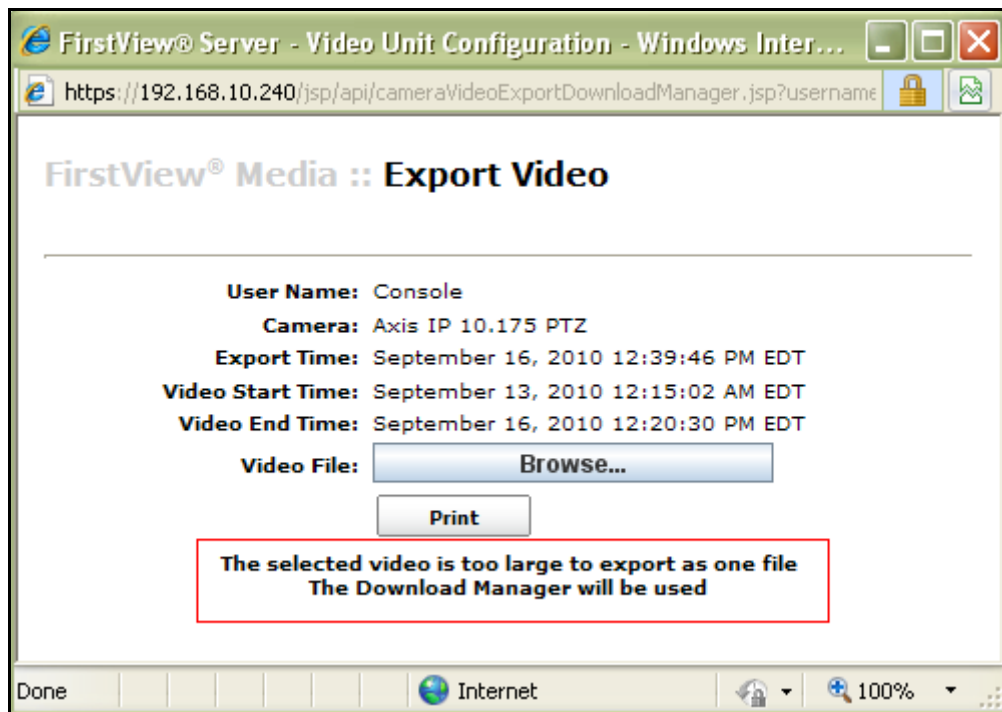 FirstView® Server - Video Unit Configuration - Windows Inter...
https://192.168.10.240/jsp/api/cameraVideoExportDownloadManager.jsp?username
FirstView® Media :: Export Video
User Name: Console
Camera: Axis IP 10.175 PTZ
Export Time: September 16, 2010 12:39:46 PM EDT
Video Start Time: September 13, 2010 12:15:02 AM EDT
Video End Time: September 16, 2010 12:20:30 PM EDT
Video File: Browse...
Print
The selected video is too large to export as one file
The Download Manager will be used
Done Internet 100%